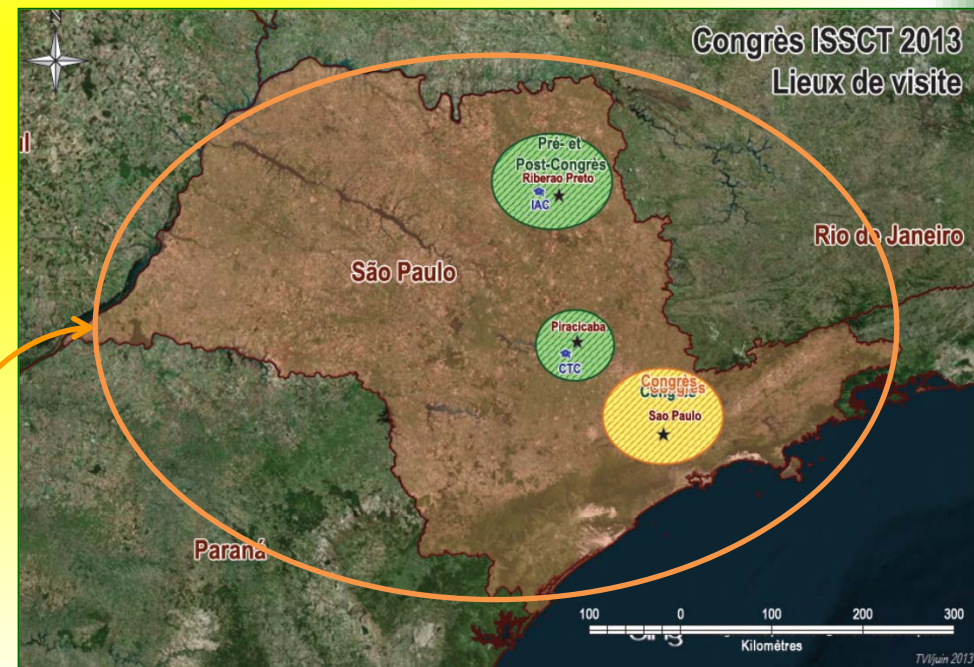 N
Congrès ISSCT 2013
Lieux de visite
Pré- et
Post-Congrès
Riberao Preto
IAC
Rio de Janeiro
São Paulo
Piracicaba
CTC
Congrès
Sao Paulo
Paraná
100 0 100 200 300
Kilomètres
TVI/juin 2013